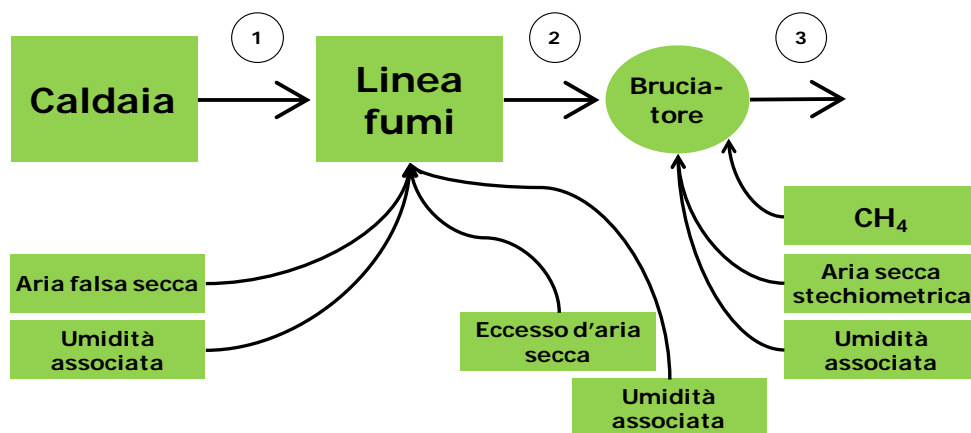 1
2
3
Caldaia
Linea
fumi
Brucia-
tore
CH₄
Aria falsa secca
Umidità
associata
Eccesso d’aria
secca
Umidità
associata
Aria secca
stechiometrica
Umidità
associata